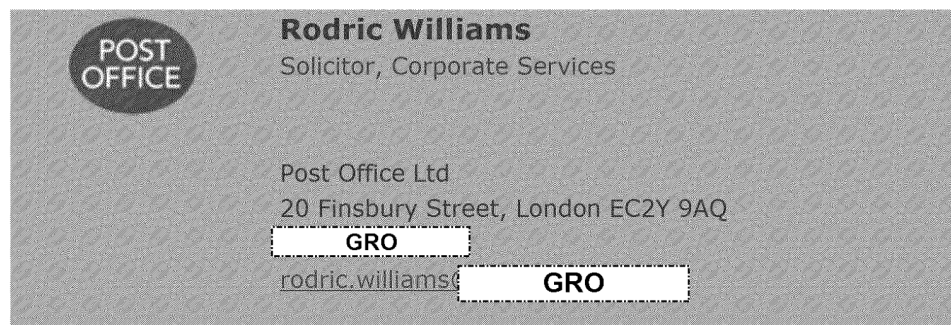 POST
OFFICE
Rodric Williams
Solicitor, Corporate Services
Post Office Ltd
20 Finsbury Street, London EC2Y 9AQ
GRO
rodric.williams@ GRO